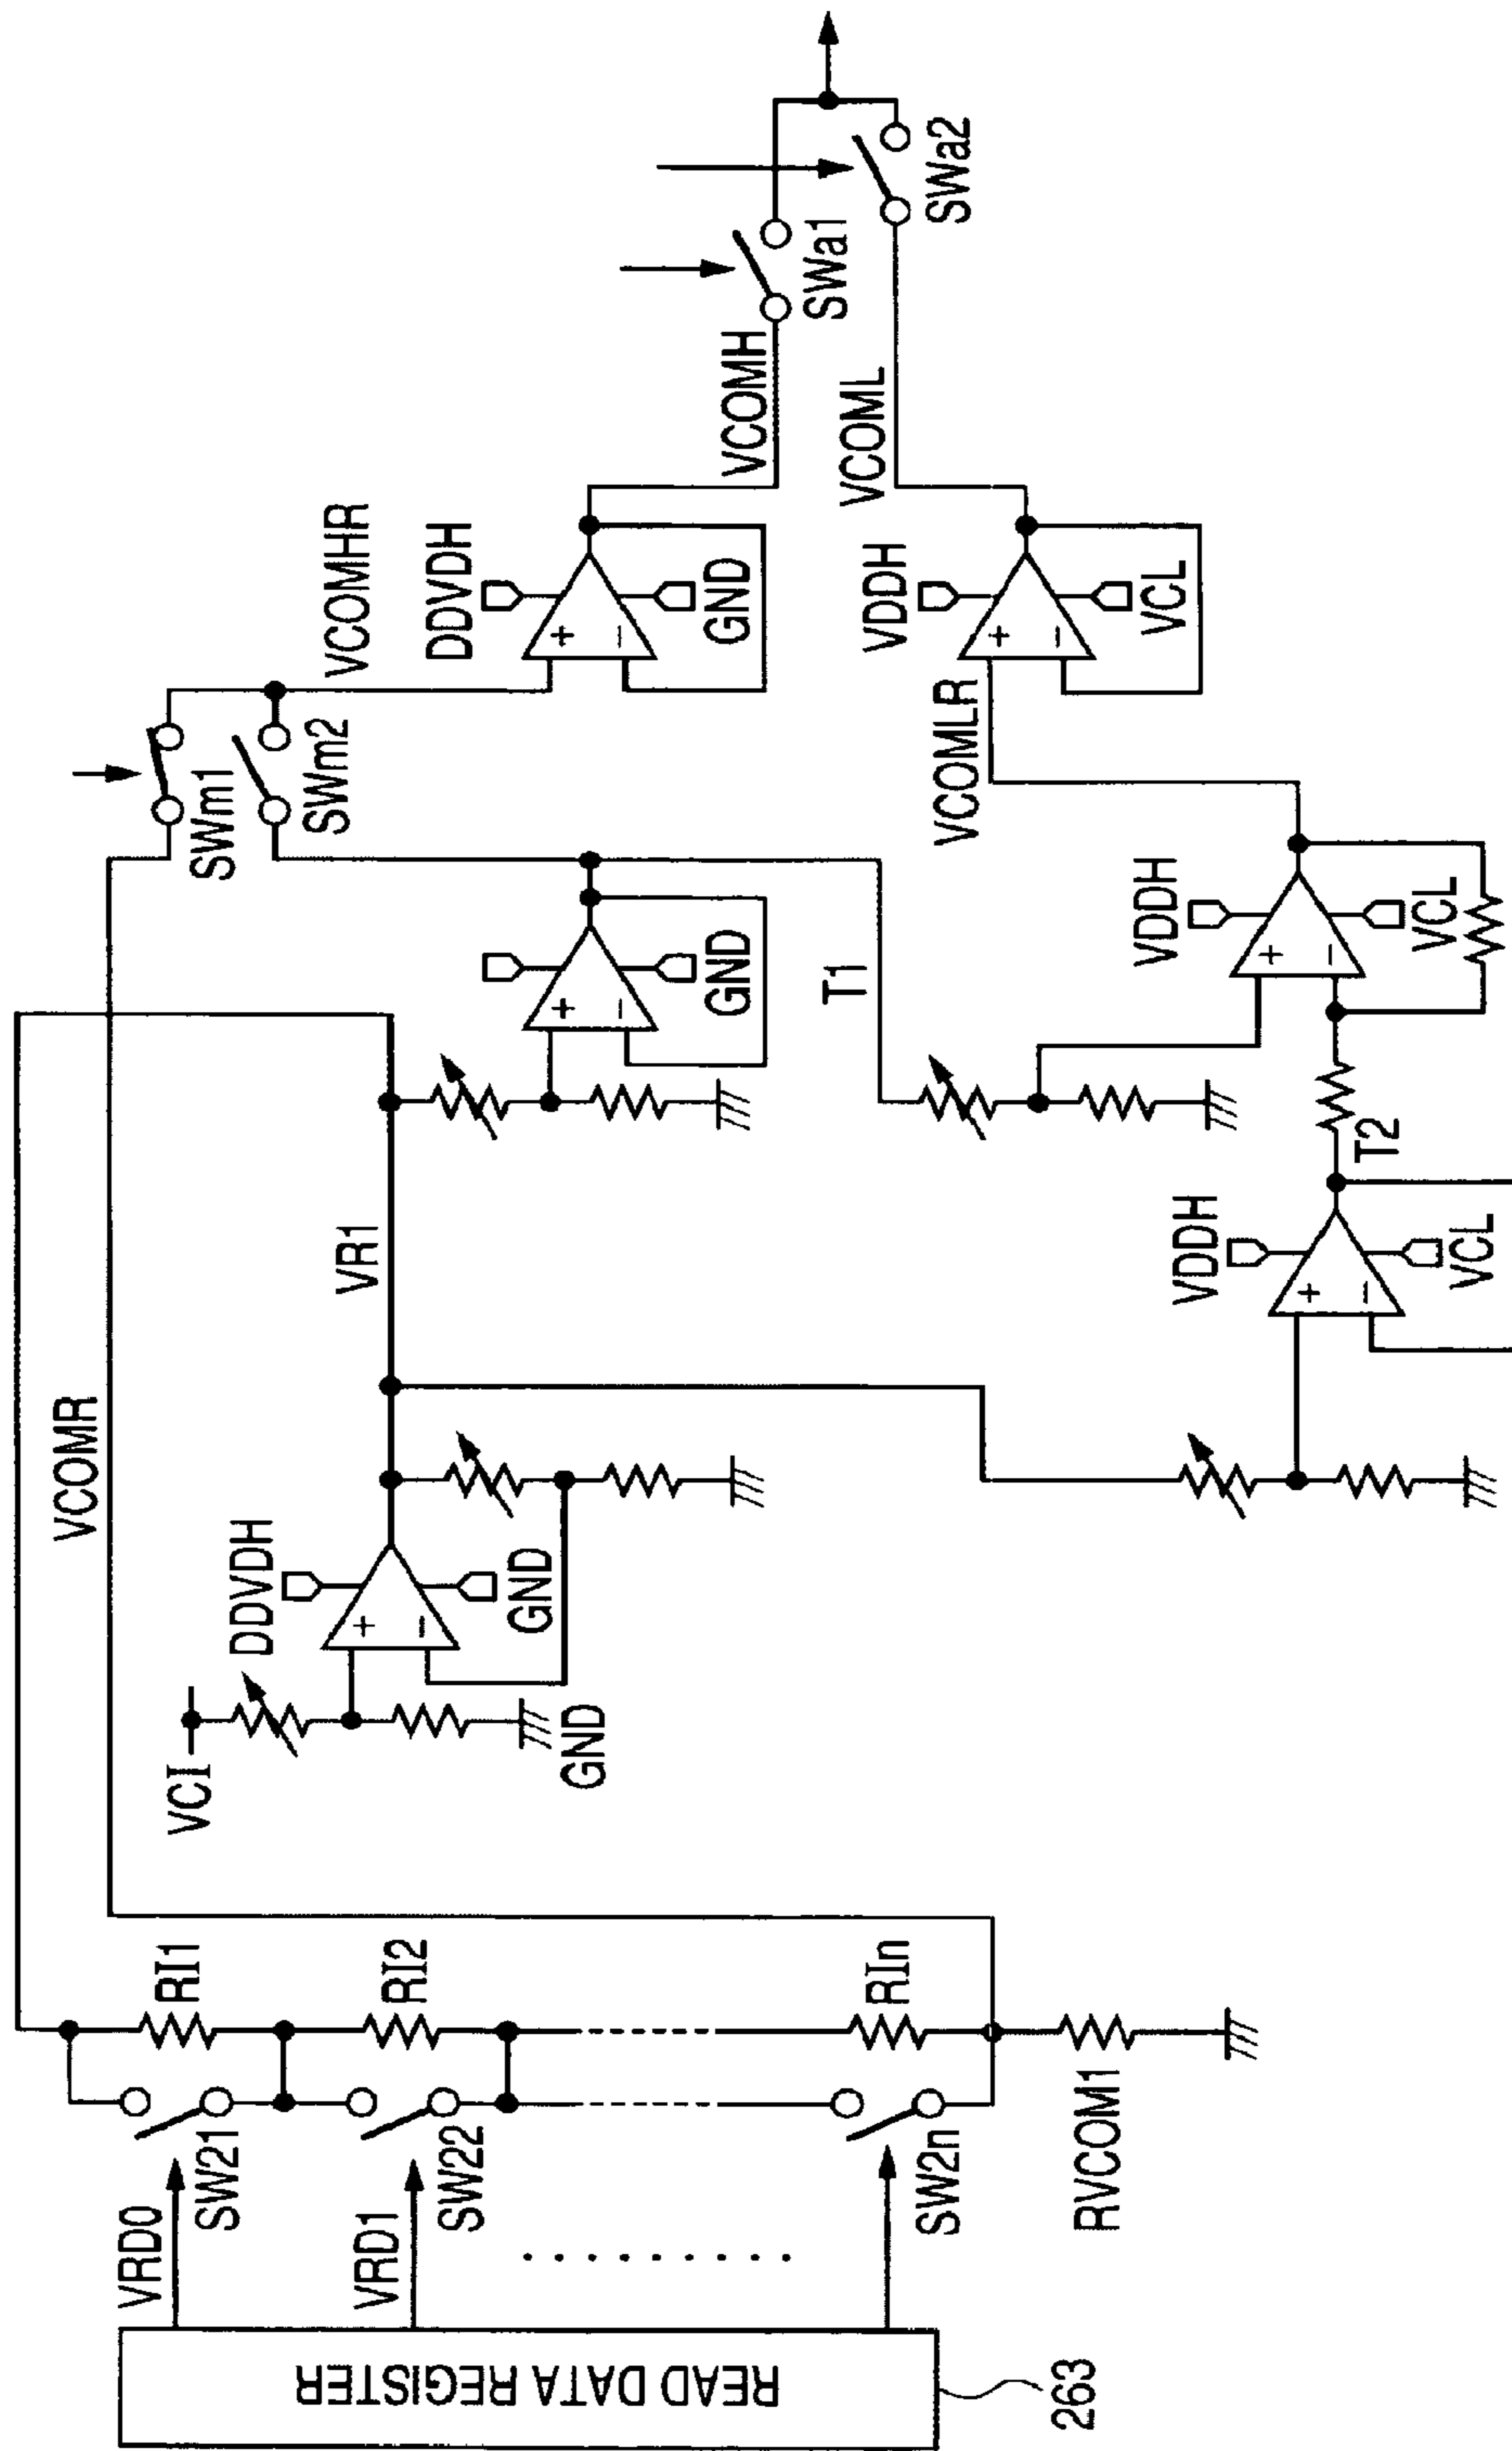 READ DATA REGISTER
263
VRD0
SW21
RI1
VRD1
SW22
RI2
SW2n
RIn
RVCOM1
VCOMR
VCI
GND
DDVDH
GND
VR1
GND
T1
VDDH
VCL
T2
VDDH
VCL
SWm1
SWm2
VCOMHR
DDVDH
GND
VCOMLR
VDDH
VCL
VCOMH
VCOML
SWa1
SWa2
+
−
+
−
+
−
+
−
+
−
+
−